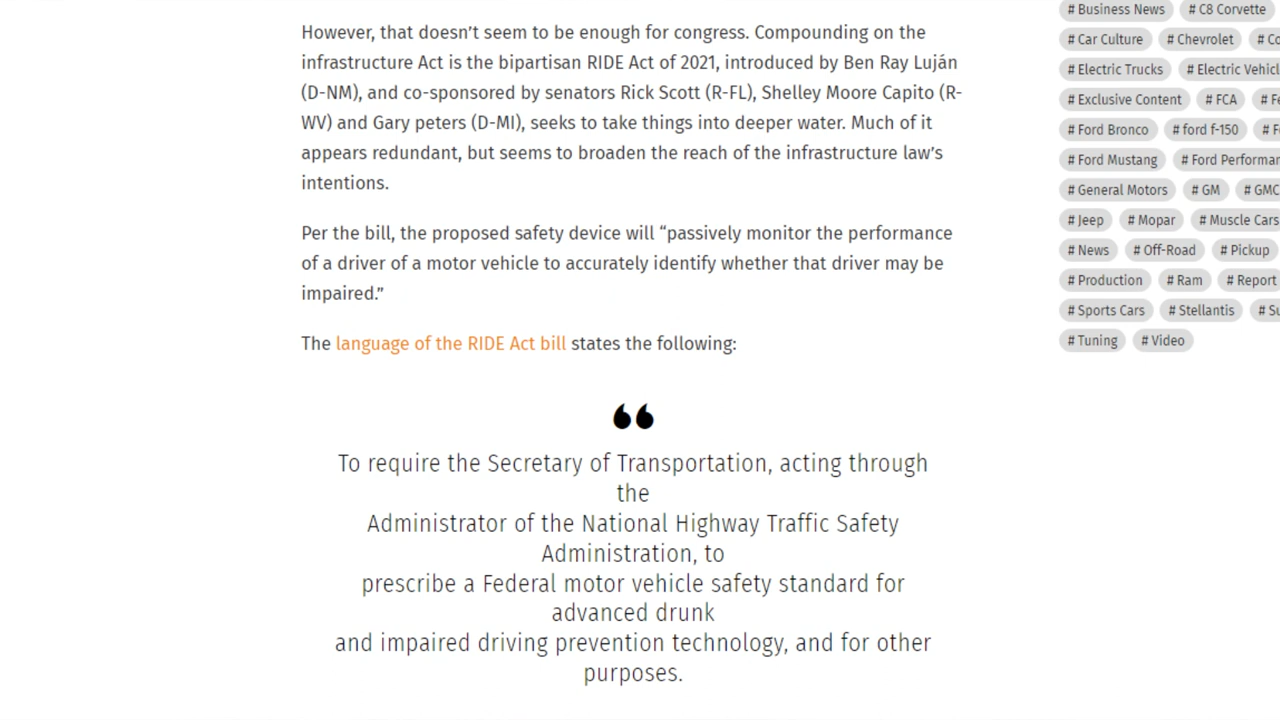 However, that doesn’t seem to be enough for congress. Compounding on the
infrastructure Act is the bipartisan RIDE Act of 2021, introduced by Ben Ray Luján
(D-NM), and co-sponsored by senators Rick Scott (R-FL), Shelley Moore Capito (R-
WV) and Gary peters (D-MI), seeks to take things into deeper water. Much of it
appears redundant, but seems to broaden the reach of the infrastructure law’s
intentions.
Per the bill, the proposed safety device will “passively monitor the performance
of a driver of a motor vehicle to accurately identify whether that driver may be
impaired.”
The language of the RIDE Act bill states the following:
“
To require the Secretary of Transportation, acting through
the
Administrator of the National Highway Traffic Safety
Administration, to
prescribe a Federal motor vehicle safety standard for
advanced drunk
and impaired driving prevention technology, and for other
purposes.
# Business News # C8 Corvette
# Car Culture # Chevrolet # Co
# Electric Trucks # Electric Vehicl
# Exclusive Content # FCA # Fe
# Ford Bronco # ford f-150 # F
# Ford Mustang # Ford Performan
# General Motors # GM # GMC
# Jeep # Mopar # Muscle Cars
# News # Off-Road # Pickup
# Production # Ram # Report
# Sports Cars # Stellantis # Su
# Tuning # Video